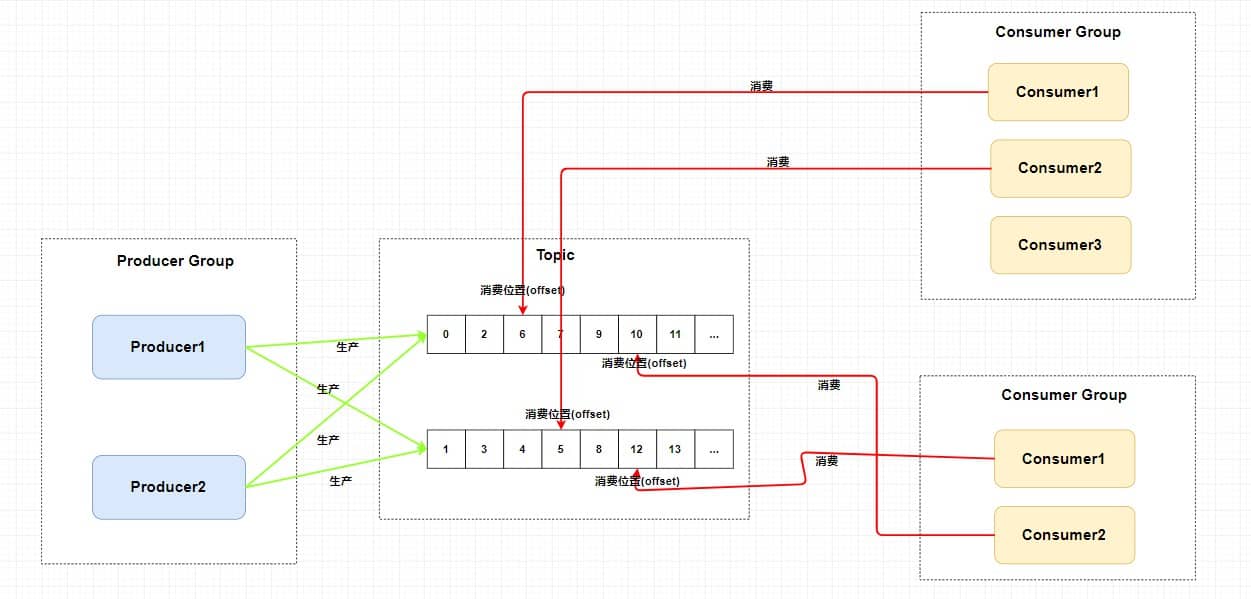 Consumer Group
消费
Consumer1
消费
Consumer2
Consumer3
Producer Group
Producer1
Producer2
生产
生产
生产
生产
Topic
消费位置(offset)
0 2 6 7 9 10 11 ...
消费位置(offset)
消费位置(offset)
1 3 4 5 8 12 13 ...
消费位置(offset)
消费
消费
Consumer Group
Consumer1
Consumer2